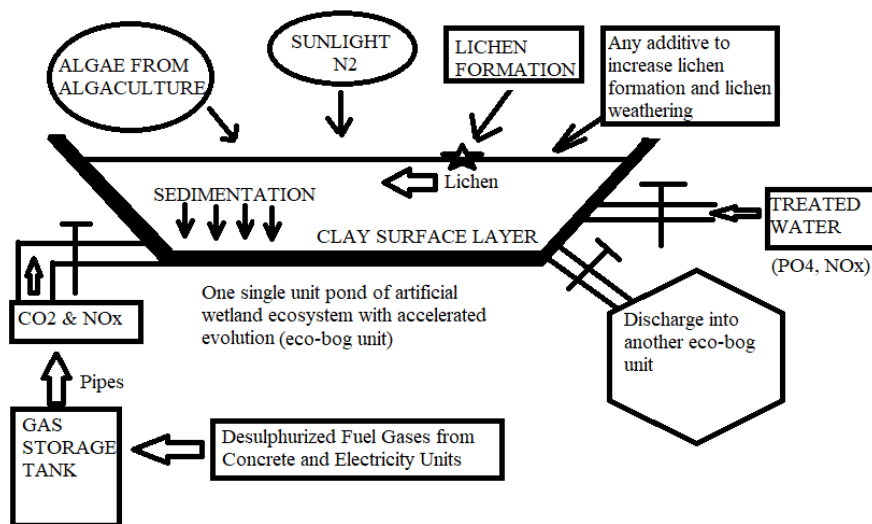 ALGAE FROM
ALGACULTURE
SUNLIGHT
N2
LICHEN
FORMATION
Any additive to
increase lichen
formation and lichen
weathering
Lichen
SEDIMENTATION
CLAY SURFACE LAYER
TREATED
WATER
(PO4, NOx)
One single unit pond of artificial
wetland ecosystem with accelerated
evolution (eco-bog unit)
Discharge into
another eco-bog
unit
CO2 & NOx
Pipes
GAS
STORAGE
TANK
Desulphurized Fuel Gases from
Concrete and Electricity Units